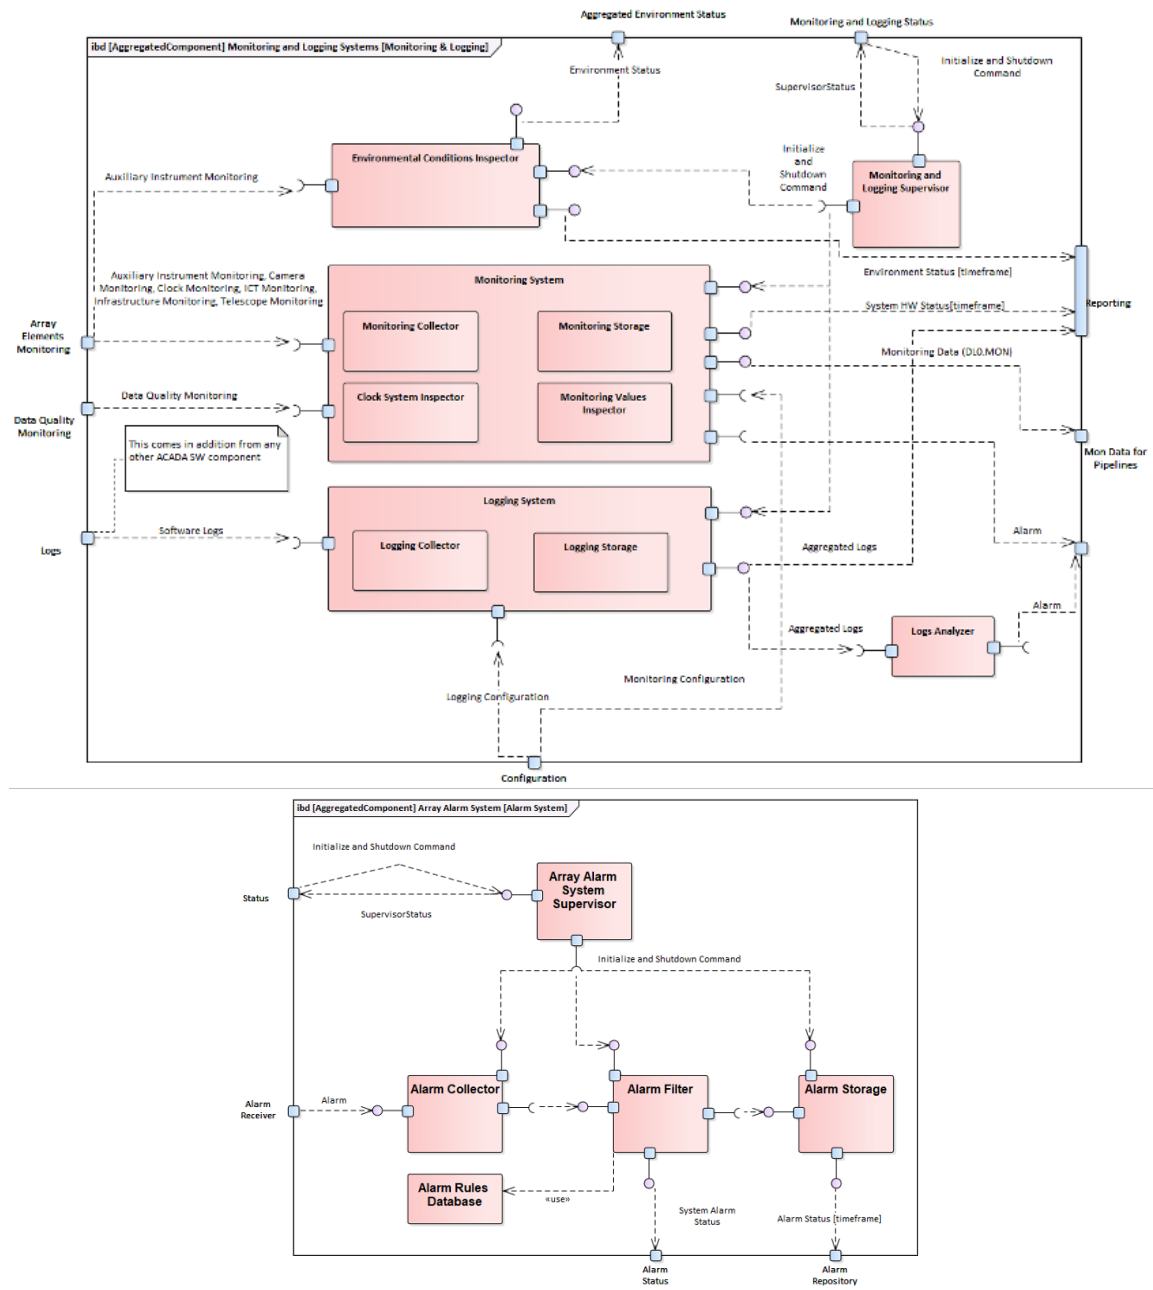 Aggregated Environment Status
Monitoring and Logging Status
ibd [AggregatedComponent] Monitoring and Logging Systems [Monitoring & Logging]
Environment Status
Initialize and Shutdown
Command
SupervisorStatus
Initialize
and
Shutdown
Command
Environmental Conditions Inspector
Auxiliary Instrument Monitoring
Monitoring and
Logging Supervisor
Auxiliary Instrument Monitoring, Camera
Monitoring, Clock Monitoring, ICT Monitoring,
Infrastructure Monitoring, Telescope Monitoring
Environment Status [timeframe]
Monitoring System
Reporting
System HW Status[timeframe]
Array
Elements
Monitoring
Monitoring Collector
Monitoring Storage
Monitoring Data (DL0.MON)
Data Quality Monitoring
Clock System Inspector
Monitoring Values
Inspector
Data Quality
Monitoring
This comes in addition from any
other ACADA SW component
Mon Data for
Pipelines
Logging System
Software Logs
Logs
Logging Collector
Logging Storage
Aggregated Logs
Alarm
Alarm
Aggregated Logs
Logs Analyzer
Monitoring Configuration
Logging Configuration
Configuration
ibd [AggregatedComponent] Array Alarm System [Alarm System]
Initialize and Shutdown Command
Status
SupervisorStatus
Array Alarm
System
Supervisor
Initialize and Shutdown Command
Alarm
Receiver
Alarm
Alarm Collector
Alarm Filter
Alarm Storage
Alarm Rules
Database
«use»
System Alarm
Status
Alarm Status [timeframe]
Alarm
Status
Alarm
Repository